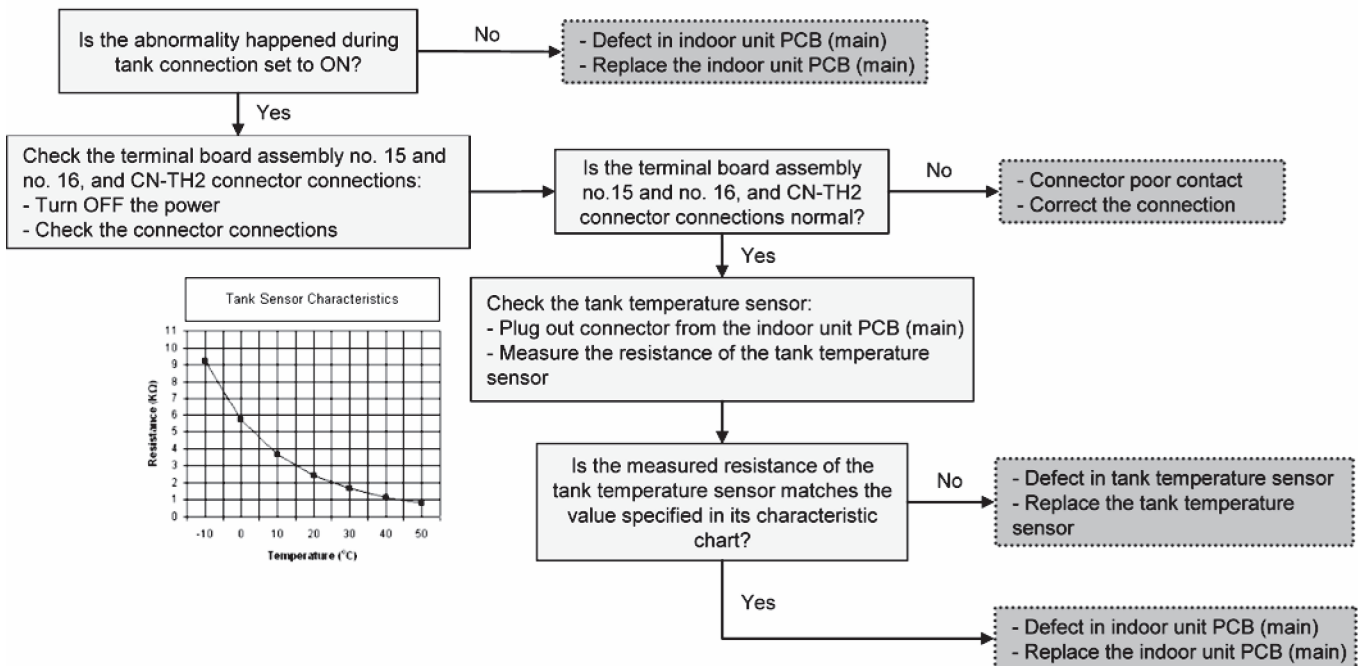 Is the abnormality happened during
tank connection set to ON?
No
- Defect in indoor unit PCB (main)
- Replace the indoor unit PCB (main)
Yes
Check the terminal board assembly no. 15 and
no. 16, and CN-TH2 connector connections:
- Turn OFF the power
- Check the connector connections
Is the terminal board assembly
no.15 and no. 16, and CN-TH2
connector connections normal?
No
- Connector poor contact
- Correct the connection
Yes
Tank Sensor Characteristics
11
10
9
8
7
6
5
4
3
2
1
0
Resistance (KΩ)
-10 0 10 20 30 40 50
Temperature (°C)
Check the tank temperature sensor:
- Plug out connector from the indoor unit PCB (main)
- Measure the resistance of the tank temperature
sensor
Is the measured resistance of the
tank temperature sensor matches the
value specified in its characteristic
chart?
No
- Defect in tank temperature sensor
- Replace the tank temperature
sensor
Yes
- Defect in indoor unit PCB (main)
- Replace the indoor unit PCB (main)